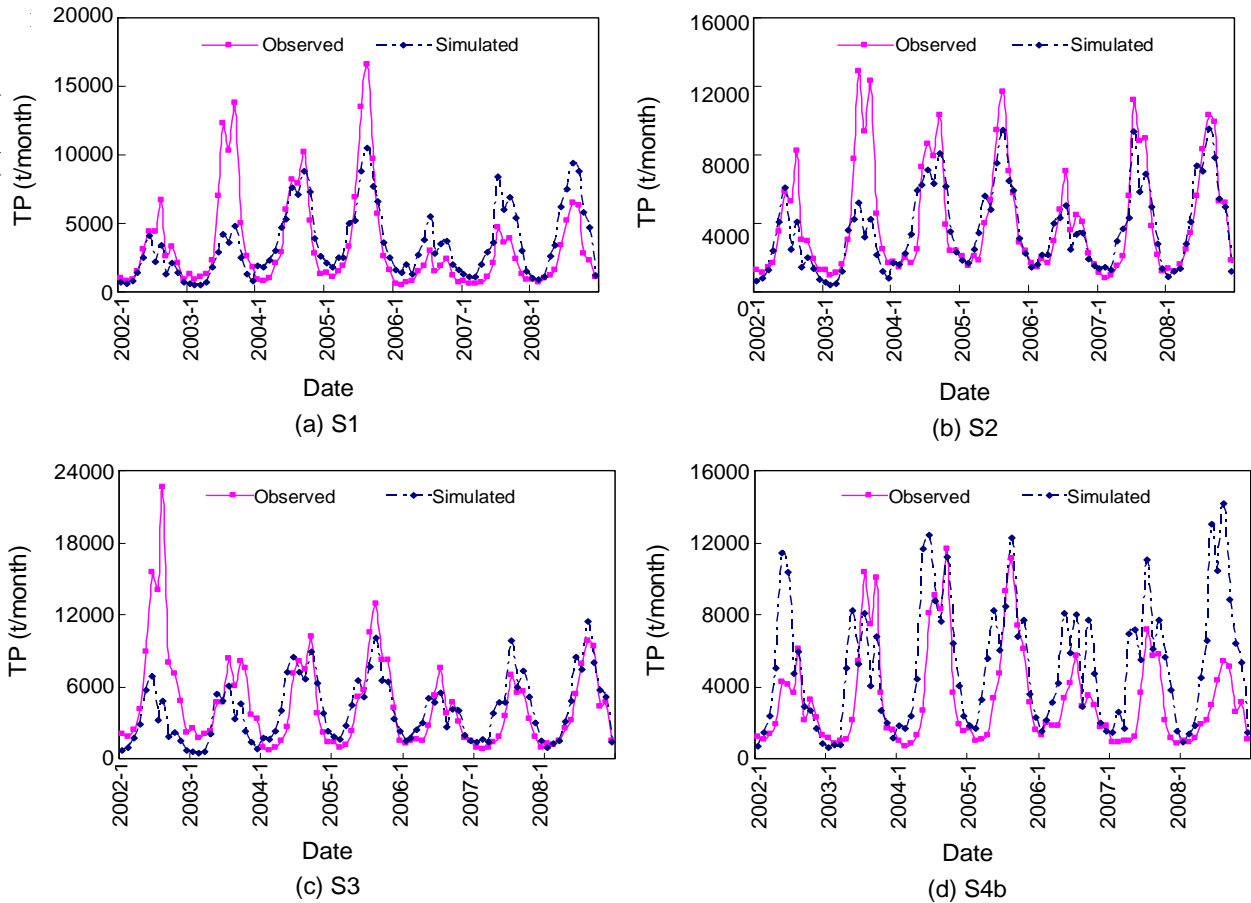 20000
15000
10000
5000
0
TP (t/month)
Observed
Simulated
2002-1
2003-1
2004-1
2005-1
2006-1
2007-1
2008-1
Date
(a) S1
16000
12000
8000
4000
0
TP (t/month)
Observed
Simulated
2002-1
2003-1
2004-1
2005-1
2006-1
2007-1
2008-1
Date
(b) S2
24000
18000
12000
6000
0
TP (t/month)
Observed
Simulated
2002-1
2003-1
2004-1
2005-1
2006-1
2007-1
2008-1
Date
(c) S3
16000
12000
8000
4000
0
TP (t/month)
Observed
Simulated
2002-1
2003-1
2004-1
2005-1
2006-1
2007-1
2008-1
Date
(d) S4b